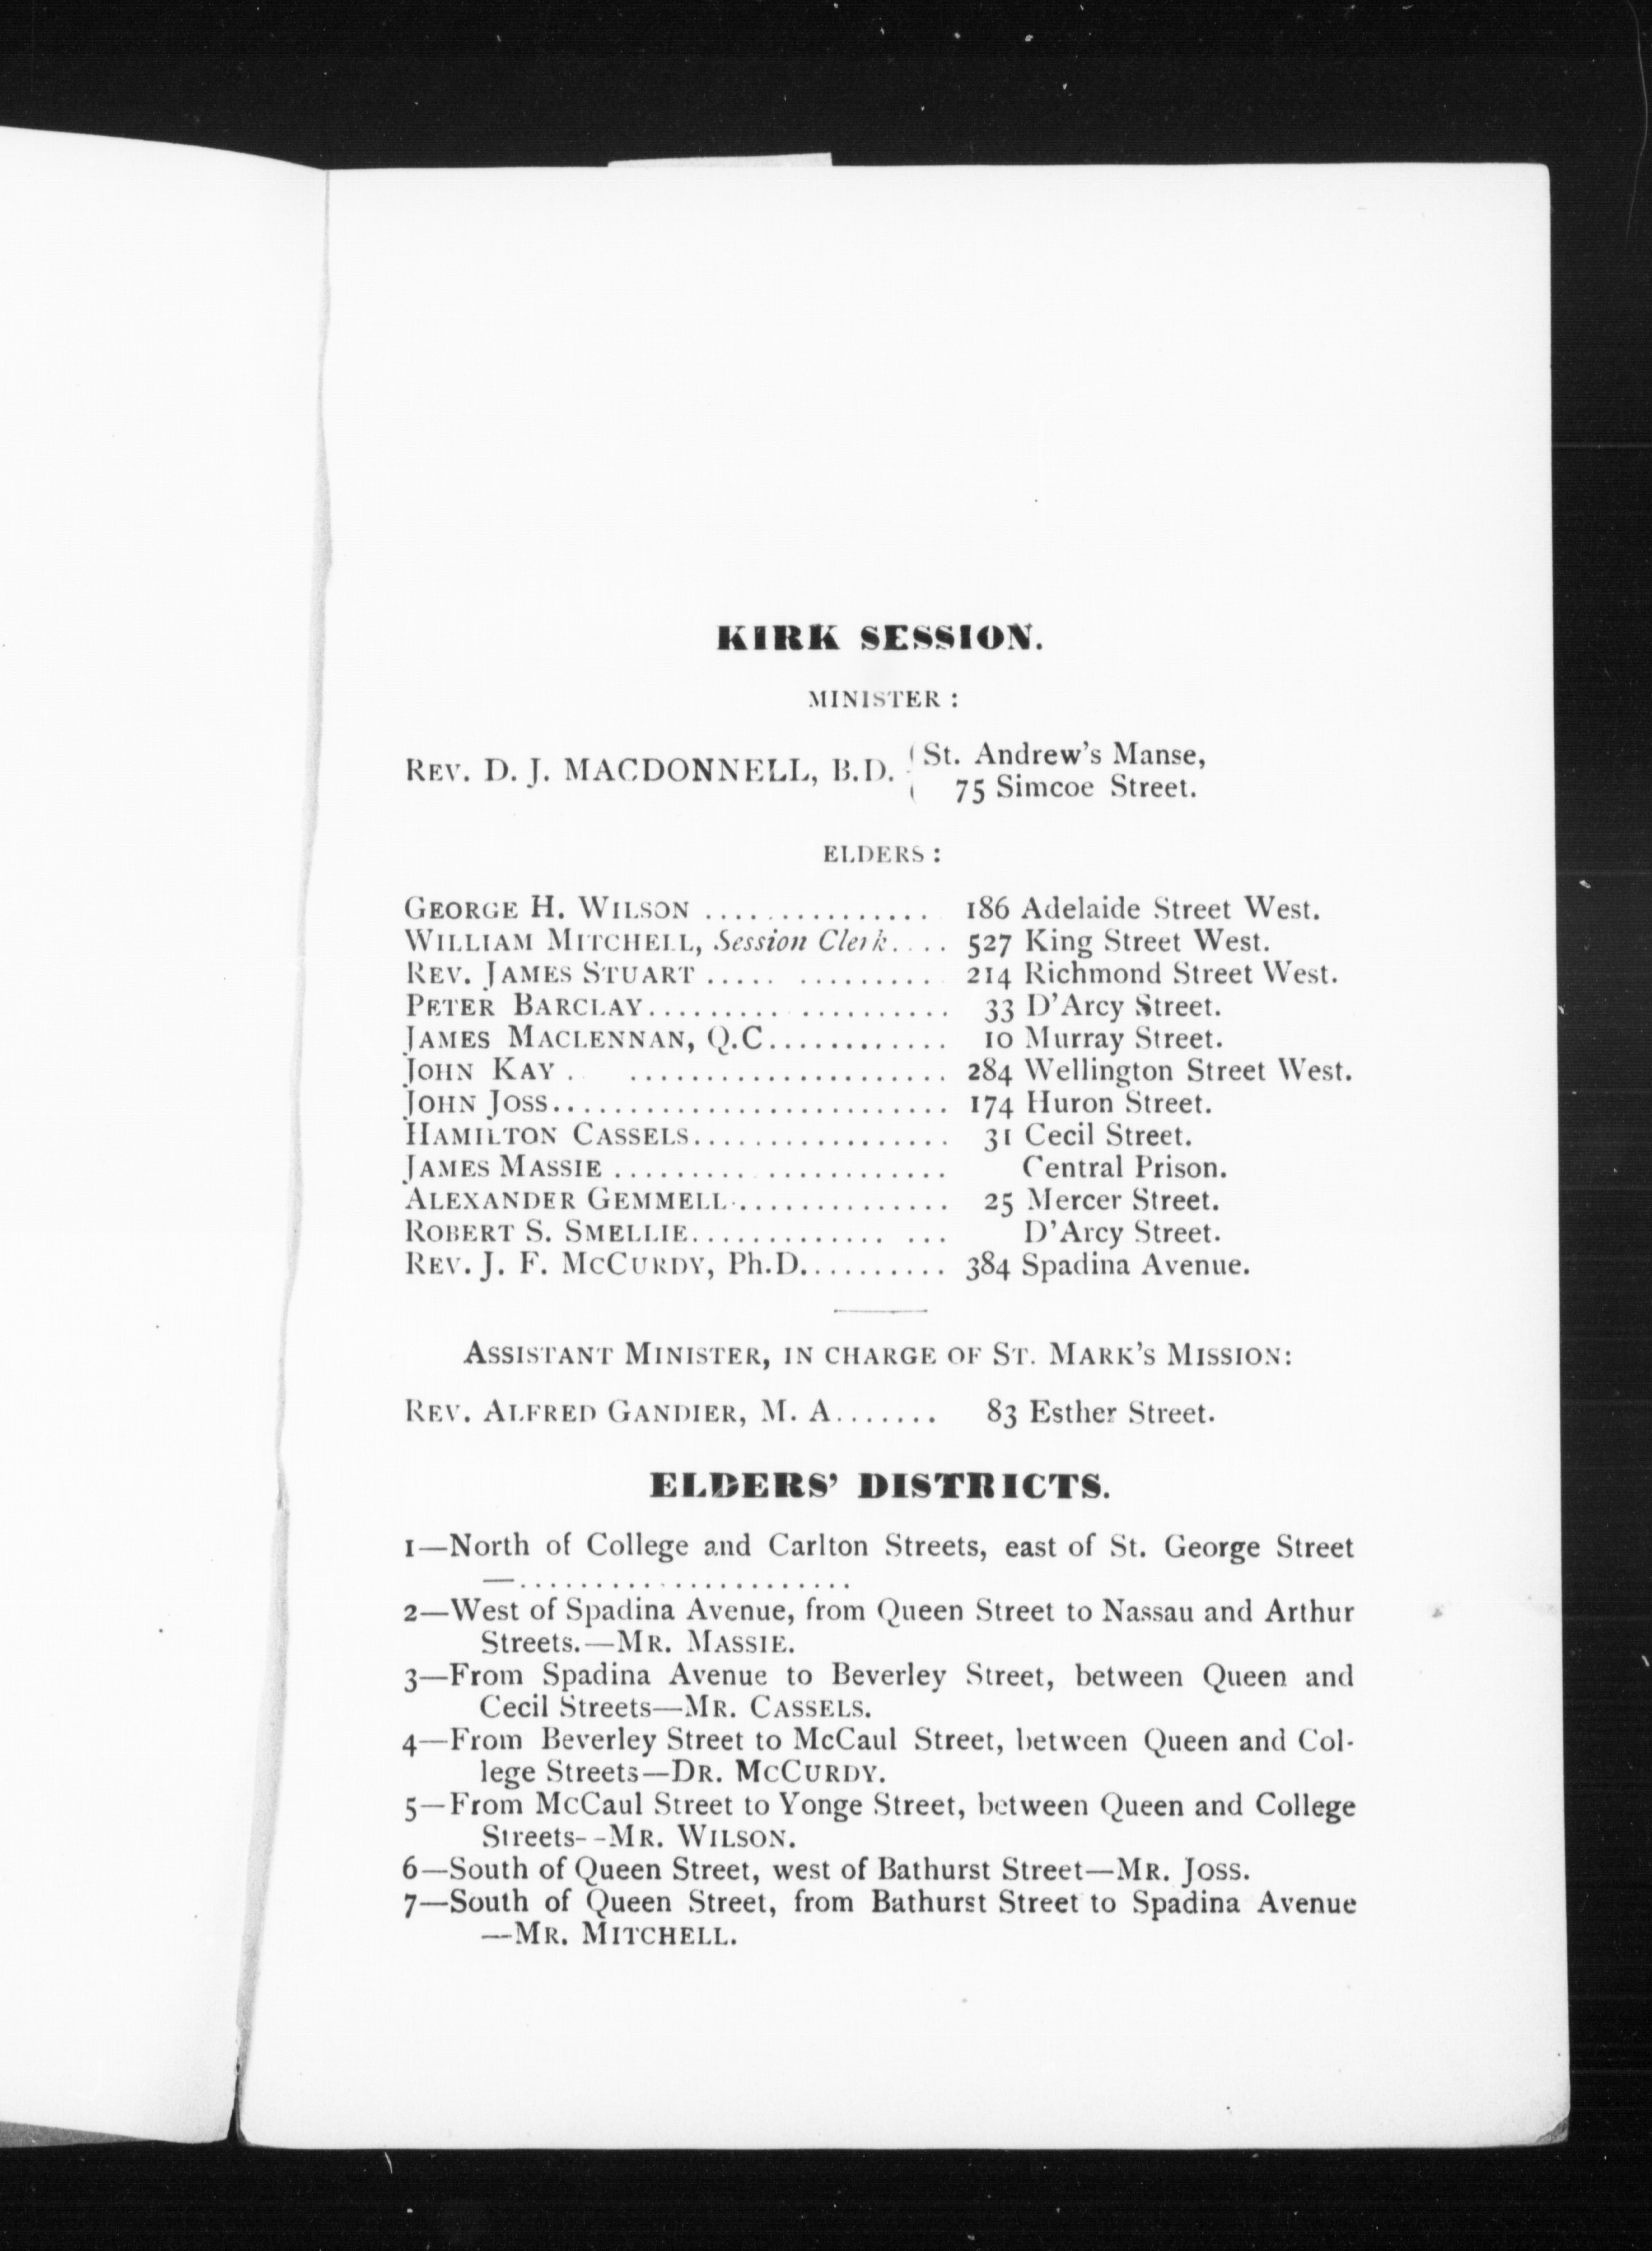 KIRK SESSION.
MINISTER :
REV. D. J. MACDONNELL, B.D. { St. Andrew's Manse,
75 Simcoe Street.
ELDERS :
GEORGE H. WILSON ............... 186 Adelaide Street West.
WILLIAM MITCHELL, Session Clerk.... 527 King Street West.
REV. JAMES STUART ..... .......... 214 Richmond Street West.
PETER BARCLAY.................... 33 D'Arcy Street.
JAMES MACLENNAN, Q.C............ 10 Murray Street.
JOHN KAY . ..................... 284 Wellington Street West.
JOHN JOSS.......................... 174 Huron Street.
HAMILTON CASSELS................. 31 Cecil Street.
JAMES MASSIE ...................... Central Prison.
ALEXANDER GEMMELL............... 25 Mercer Street.
ROBERT S. SMELLIE............. ... D'Arcy Street.
REV. J. F. MCCURDY, Ph.D.......... 384 Spadina Avenue.
ASSISTANT MINISTER, IN CHARGE OF ST. MARK'S MISSION:
REV. ALFRED GANDIER, M. A....... 83 Esther Street.
ELDERS' DISTRICTS.
1—North of College and Carlton Streets, east of St. George Street
—......................
2—West of Spadina Avenue, from Queen Street to Nassau and Arthur
Streets.—MR. MASSIE.
3—From Spadina Avenue to Beverley Street, between Queen and
Cecil Streets—MR. CASSELS.
4—From Beverley Street to McCaul Street, between Queen and Col-
lege Streets—DR. MCCURDY.
5—From McCaul Street to Yonge Street, between Queen and College
Streets--MR. WILSON.
6—South of Queen Street, west of Bathurst Street—MR. JOSS.
7—South of Queen Street, from Bathurst Street to Spadina Avenue
—MR. MITCHELL.